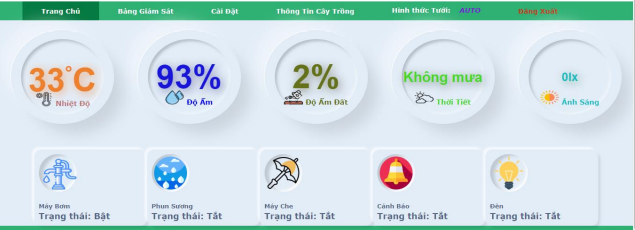 Trang Chủ Bảng Giám Sát Cài Đặt Thông Tin Cây Trồng Hình thức Tưới: AUTO Đăng Xuất
33°C 93% 2% Không mưa 0lx
Nhiệt Độ Độ Ẩm Độ Ẩm Đất Thời Tiết Ánh Sáng
Máy Bơm Phun Sương Máy Che Cảnh Báo Đèn
Trạng thái: Bật Trạng thái: Tắt Trạng thái: Tắt Trạng thái: Tắt Trạng thái: Tắt